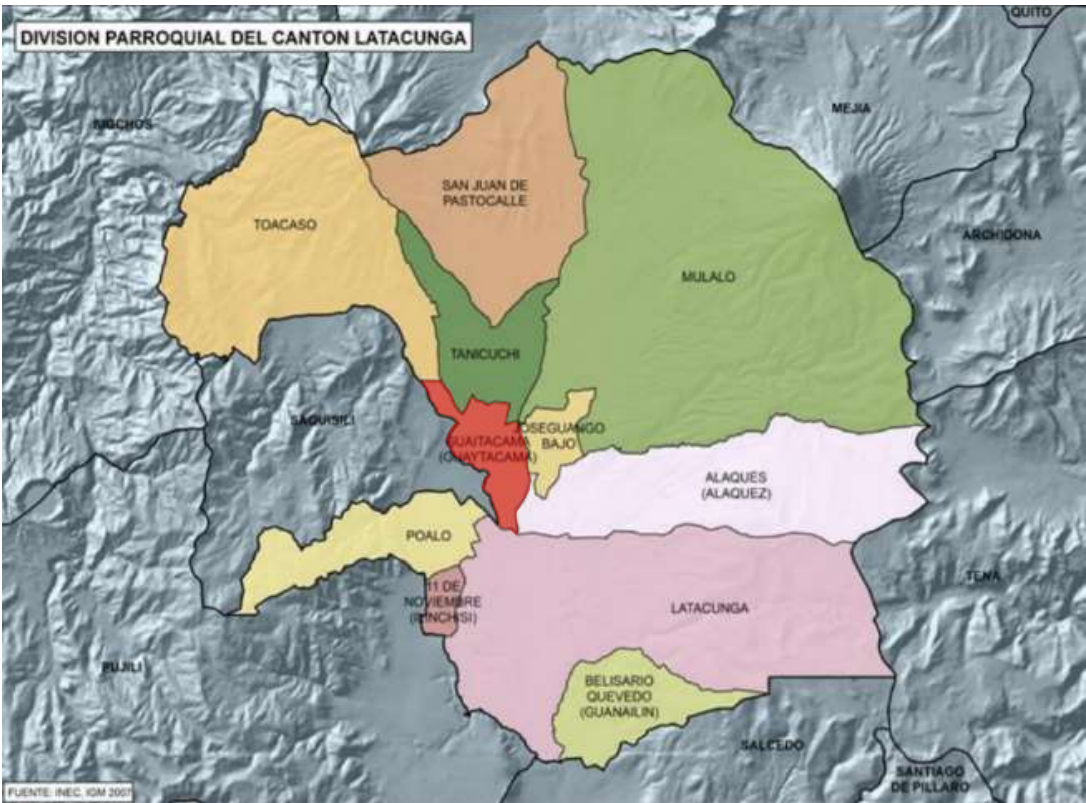 QUITO
DIVISION PARROQUIAL DEL CANTON LATACUNGA
MEJIA
SIGCHOS
SAN JUAN DE
PASTOCALLE
TOACASO
ARCHIDONA
MULALO
TANICUCHI
SAQUISILI
JOSEGUANGO
BAJO
GUAITACAMA
(GUAYTACAMA)
ALAQUES
(ALAQUEZ)
POALO
TENA
11 DE
NOVIEMBRE
(ILINCHISI)
LATACUNGA
PUJILI
BELISARIO
QUEVEDO
(GUANAILIN)
SALCEDO
SANTIAGO
DE PILLARO
FUENTE: INEC, IGM 2007